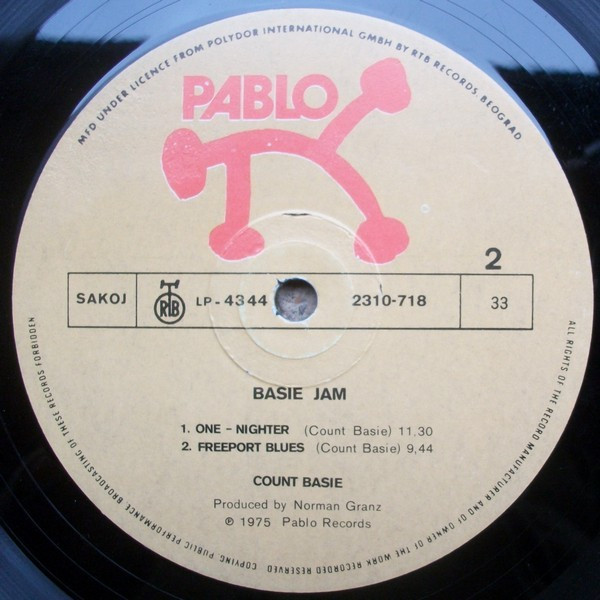 MFD UNDER LICENCE FROM POLYDOR INTERNATIONAL GMBH BY RTB RECORDS, BEOGRAD
PABLO
2
SAKOJ RTB LP - 4344 2310-718 33
BASIE JAM
1. ONE - NIGHTER (Count Basie) 11,30
2. FREEPORT BLUES (Count Basie) 9,44
COUNT BASIE
Produced by Norman Granz
℗ 1975 Pablo Records
ALL RIGHTS OF THE RECORD MANUFACTURER AND OF OWNER OF THE WORK RECORDED RESERVED COPYING, PUBLIC PERFORMANCE BROADCASTING OF THESE RECORDS FORBIDDEN